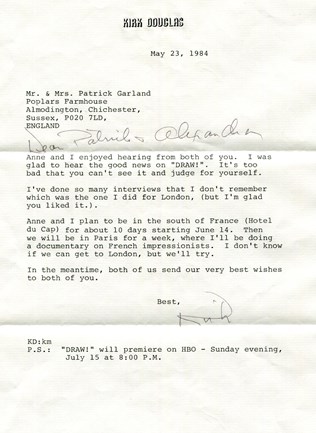 KIRK DOUGLAS
May 23, 1984
Mr. & Mrs. Patrick Garland
Poplars Farmhouse
Almodington, Chichester,
Sussex, P020 7LD,
ENGLAND
Dear Patrick & Alexandra
Anne and I enjoyed hearing from both of you. I was
glad to hear the good news on "DRAW!". It's too
bad that you can't see it and judge for yourself.
I've done so many interviews that I don't remember
which was the one I did for London, (but I'm glad
you liked it.).
Anne and I plan to be in the south of France (Hotel
du Cap) for about 10 days starting June 14. Then
we will be in Paris for a week, where I'll be doing
a documentary on French impressionists. I don't know
if we can get to London, but we'll try.
In the meantime, both of us send our very best wishes
to both of you.
Best,
Kirk
KD:km
P.S.: "DRAW!" will premiere on HBO - Sunday evening,
July 15 at 8:00 P.M.